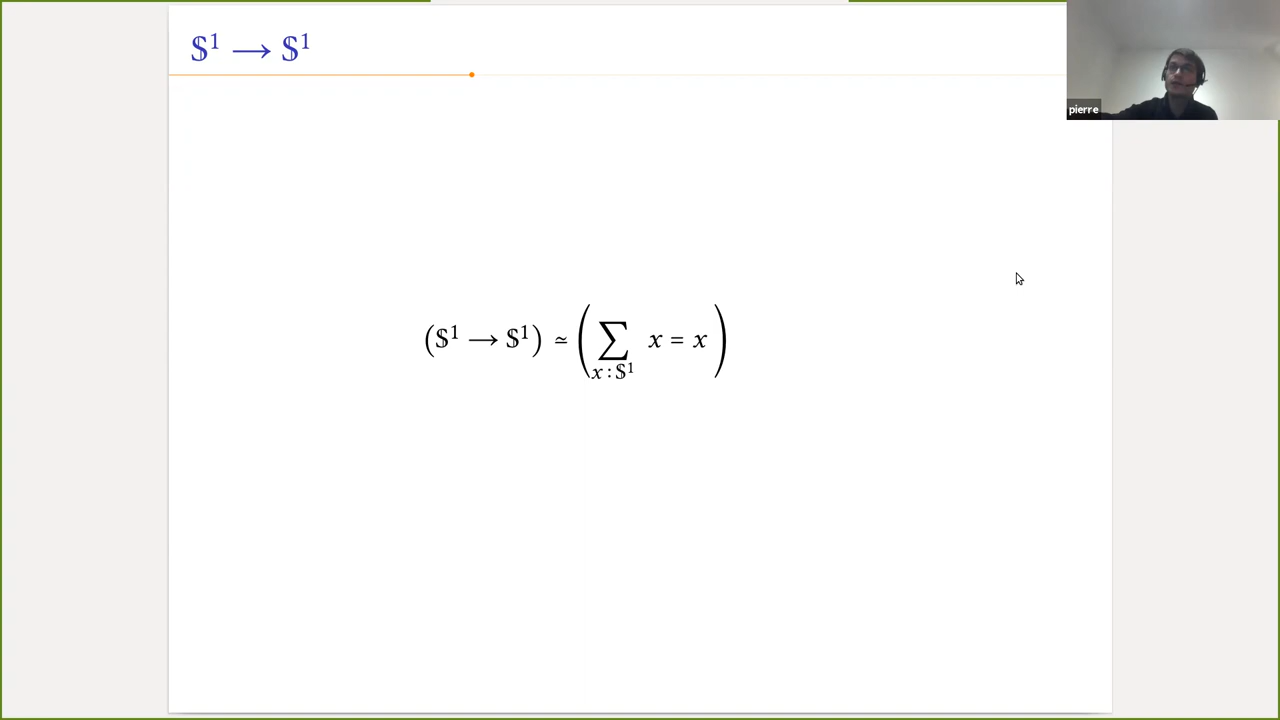 𝕊¹ ⟶ 𝕊¹
pierre
(𝕊¹ ⟶ 𝕊¹) ≃ (∑ x = x)
x : 𝕊¹